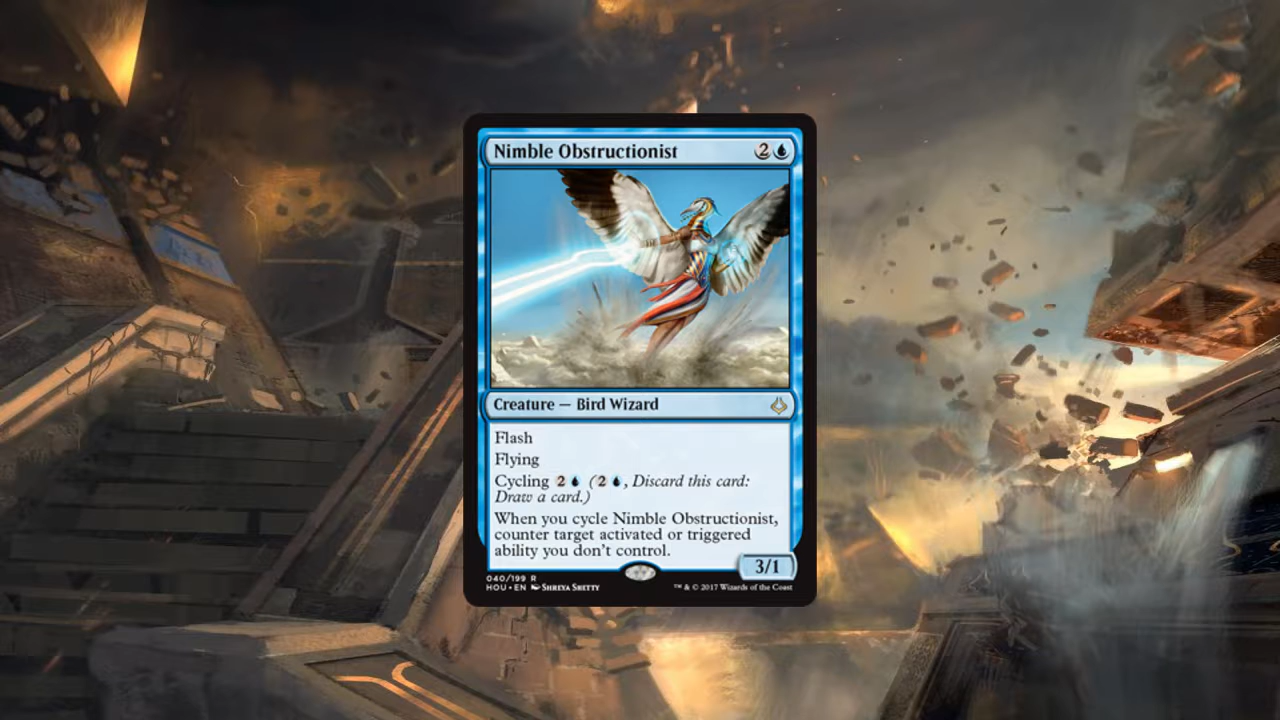 Nimble Obstructionist 2
Creature — Bird Wizard
Flash
Flying
Cycling 2 (2 , Discard this card:
Draw a card.)
When you cycle Nimble Obstructionist,
counter target activated or triggered
ability you don't control.
3/1
040/199 R
HOU • EN Shreya Shetty
™ & © 2017 Wizards of the Coast